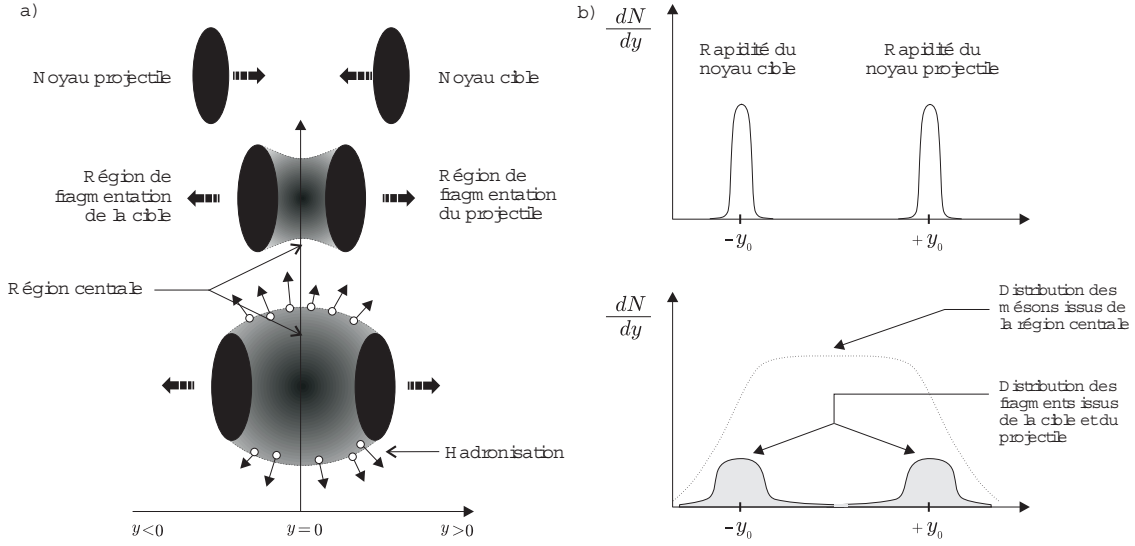 a)
Noyau projectile
Noyau cible
Région de
fragmentation
de la cible
Région de
fragmentation
du projectile
Région centrale
Hadronisation
y<0
y=0
y>0
b)
dN
dy
Rapidité du
noyau cible
Rapidité du
noyau projectile
-y₀
+y₀
dN
dy
Distribution des
mésons issus de
la région centrale
Distribution des
fragments issus
de la cible et du
projectile
-y₀
+y₀